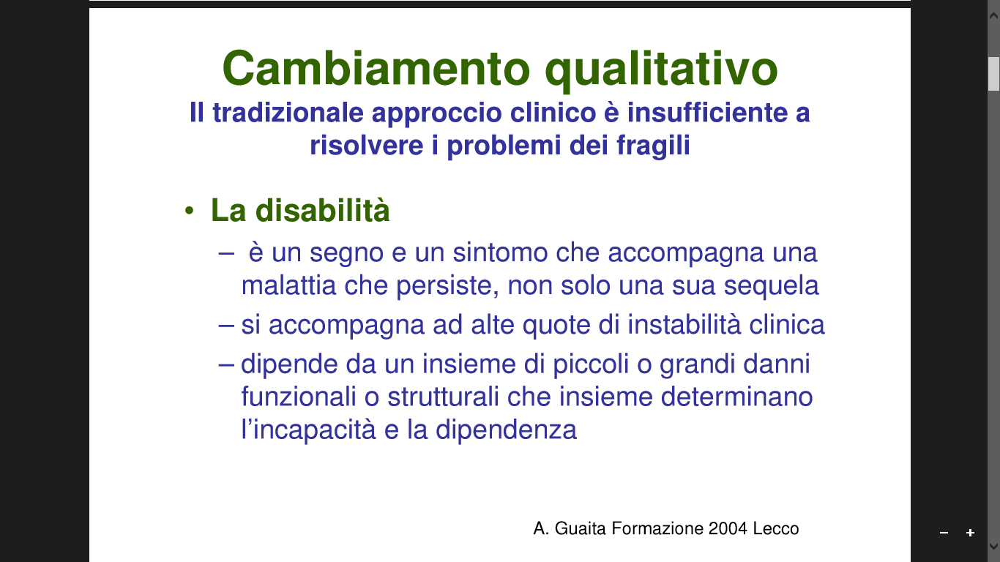 Cambiamento qualitativo
Il tradizionale approccio clinico è insufficiente a
risolvere i problemi dei fragili
• La disabilità
– è un segno e un sintomo che accompagna una
malattia che persiste, non solo una sua sequela
– si accompagna ad alte quote di instabilità clinica
– dipende da un insieme di piccoli o grandi danni
funzionali o strutturali che insieme determinano
l’incapacità e la dipendenza
A. Guaita Formazione 2004 Lecco